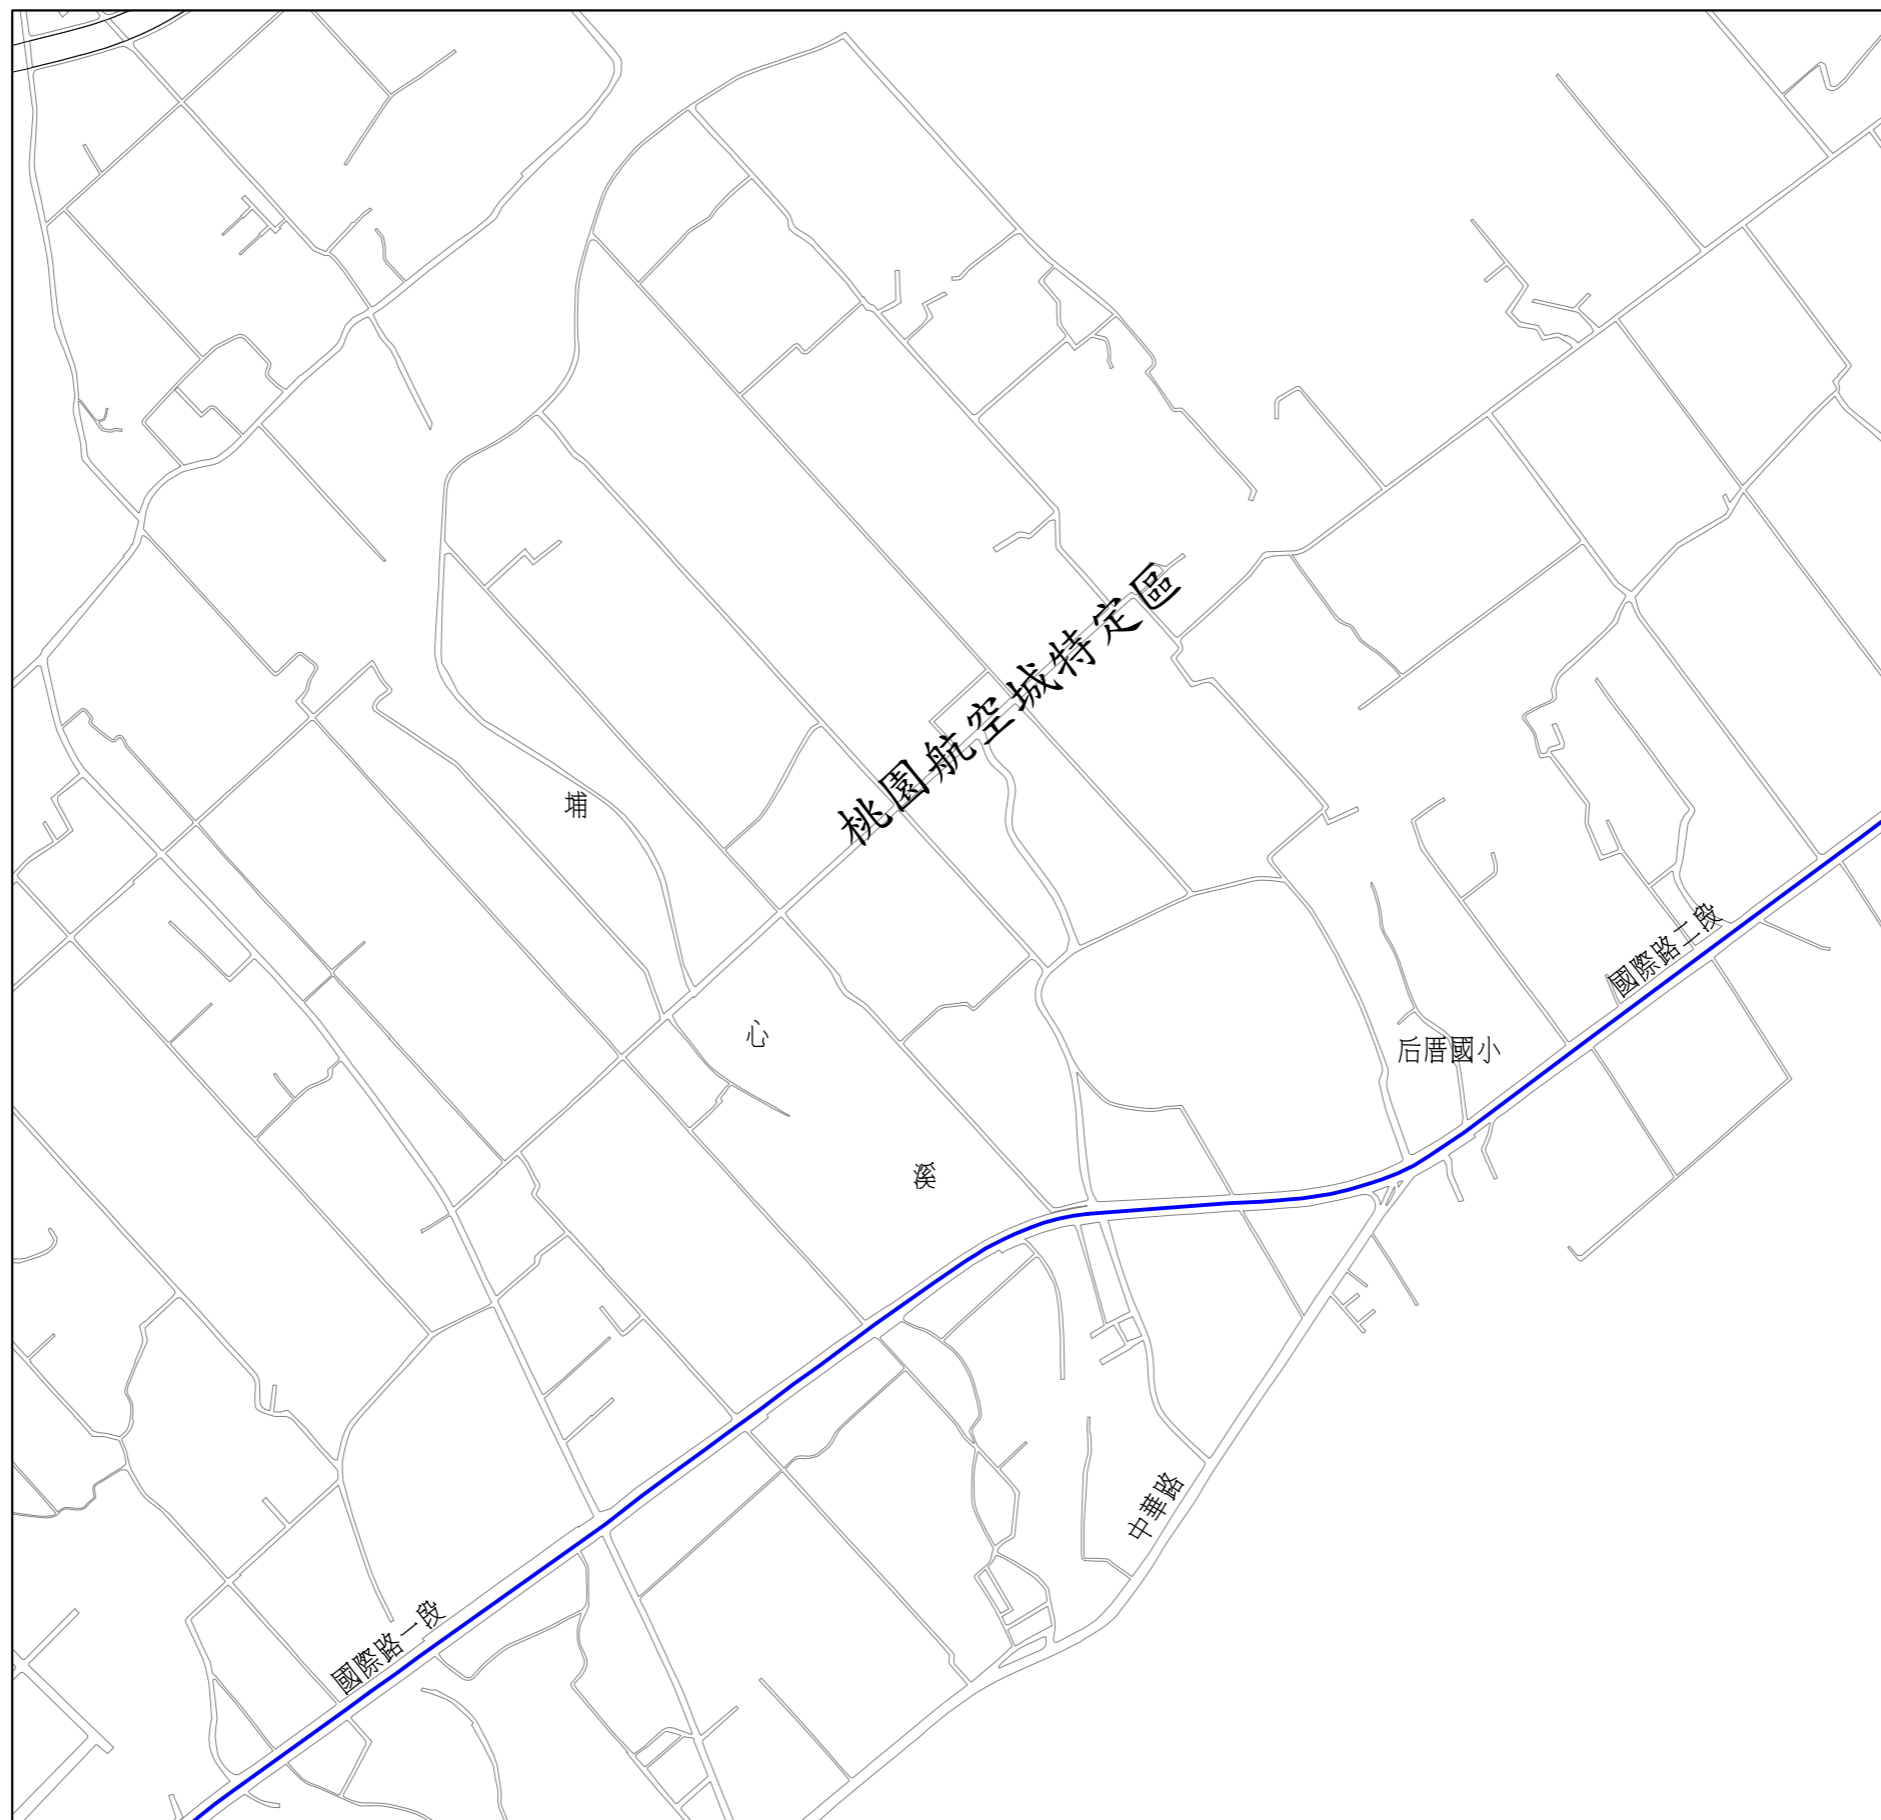 桃園航空城特定區
埔心溪
國際路二段
后厝國小
中華路
國際路一段